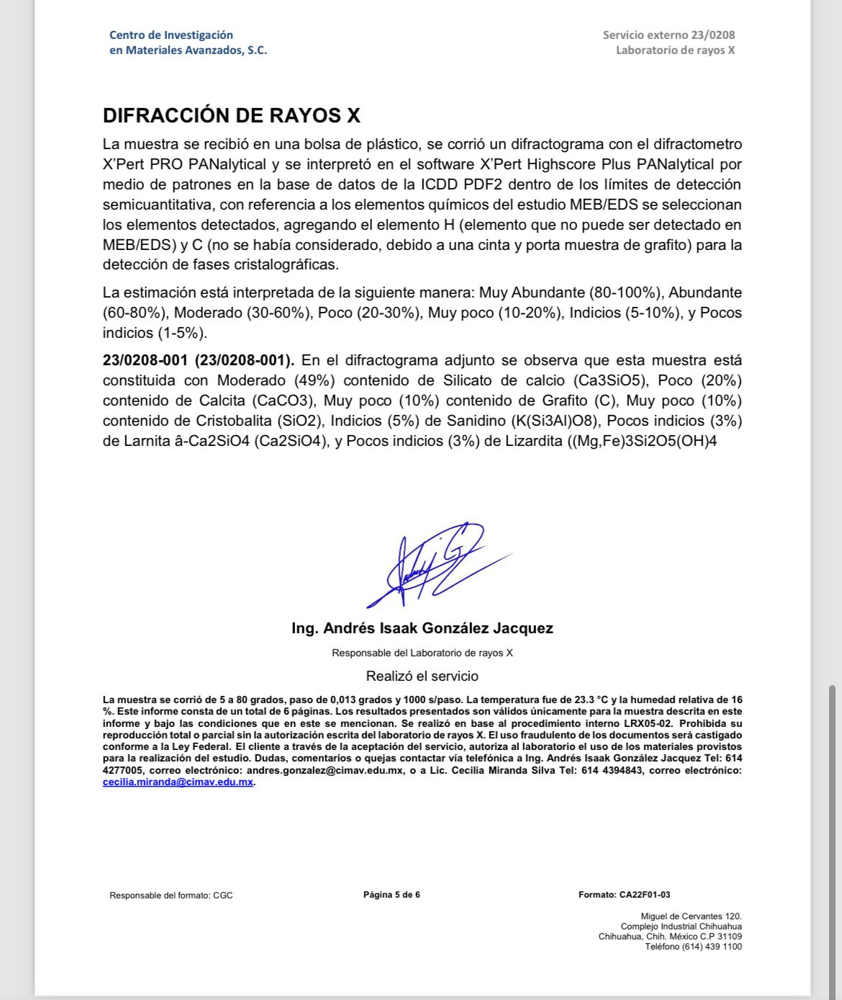 Centro de Investigación
en Materiales Avanzados, S.C.
Servicio externo 23/0208
Laboratorio de rayos X
DIFRACCIÓN DE RAYOS X
La muestra se recibió en una bolsa de plástico, se corrió un difractograma con el difractometro
X’Pert PRO PANalytical y se interpretó en el software X’Pert Highscore Plus PANalytical por
medio de patrones en la base de datos de la ICDD PDF2 dentro de los límites de detección
semicuantitativa, con referencia a los elementos químicos del estudio MEB/EDS se seleccionan
los elementos detectados, agregando el elemento H (elemento que no puede ser detectado en
MEB/EDS) y C (no se había considerado, debido a una cinta y porta muestra de grafito) para la
detección de fases cristalográficas.
La estimación está interpretada de la siguiente manera: Muy Abundante (80-100%), Abundante
(60-80%), Moderado (30-60%), Poco (20-30%), Muy poco (10-20%), Indicios (5-10%), y Pocos
indicios (1-5%).
23/0208-001 (23/0208-001). En el difractograma adjunto se observa que esta muestra está
constituida con Moderado (49%) contenido de Silicato de calcio (Ca3SiO5), Poco (20%)
contenido de Calcita (CaCO3), Muy poco (10%) contenido de Grafito (C), Muy poco (10%)
contenido de Cristobalita (SiO2), Indicios (5%) de Sanidino (K(Si3Al)O8), Pocos indicios (3%)
de Larnita â-Ca2SiO4 (Ca2SiO4), y Pocos indicios (3%) de Lizardita ((Mg,Fe)3Si2O5(OH)4
Ing. Andrés Isaak González Jacquez
Responsable del Laboratorio de rayos X
Realizó el servicio
La muestra se corrió de 5 a 80 grados, paso de 0,013 grados y 1000 s/paso. La temperatura fue de 23.3 °C y la humedad relativa de 16
%. Este informe consta de un total de 6 páginas. Los resultados presentados son válidos únicamente para la muestra descrita en este
informe y bajo las condiciones que en este se mencionan. Se realizó en base al procedimiento interno LRX05-02. Prohibida su
reproducción total o parcial sin la autorización escrita del laboratorio de rayos X. El uso fraudulento de los documentos será castigado
conforme a la Ley Federal. El cliente a través de la aceptación del servicio, autoriza al laboratorio el uso de los materiales provistos
para la realización del estudio. Dudas, comentarios o quejas contactar vía telefónica a Ing. Andrés Isaak González Jacquez Tel: 614
4277005, correo electrónico: andres.gonzalez@cimav.edu.mx, o a Lic. Cecilia Miranda Silva Tel: 614 4394843, correo electrónico:
cecilia.miranda@cimav.edu.mx.
Responsable del formato: CGC
Página 5 de 6
Formato: CA22F01-03
Miguel de Cervantes 120.
Complejo Industrial Chihuahua
Chihuahua, Chih. México C.P 31109
Teléfono (614) 439 1100